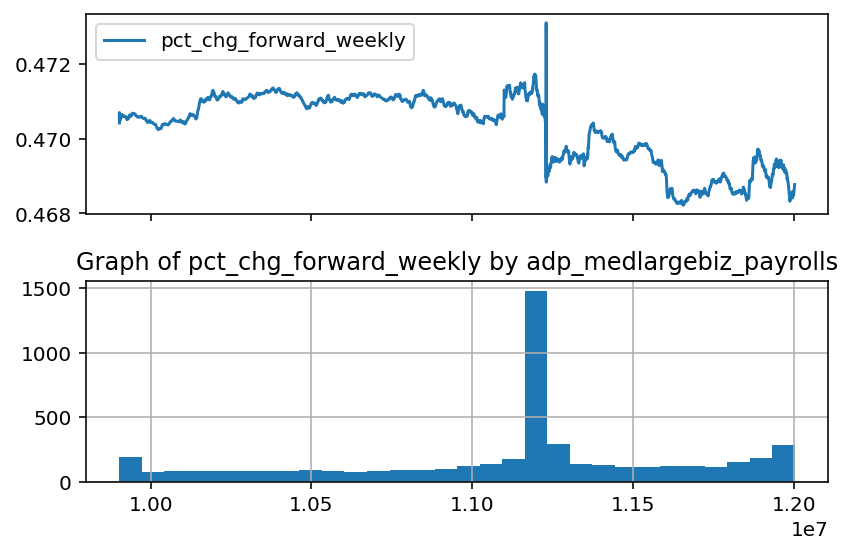 pct_chg_forward_weekly
0.472
0.470
0.468
Graph of pct_chg_forward_weekly by adp_medlargebiz_payrolls
1500
1000
500
0
1.00 1.05 1.10 1.15 1.20
1e7